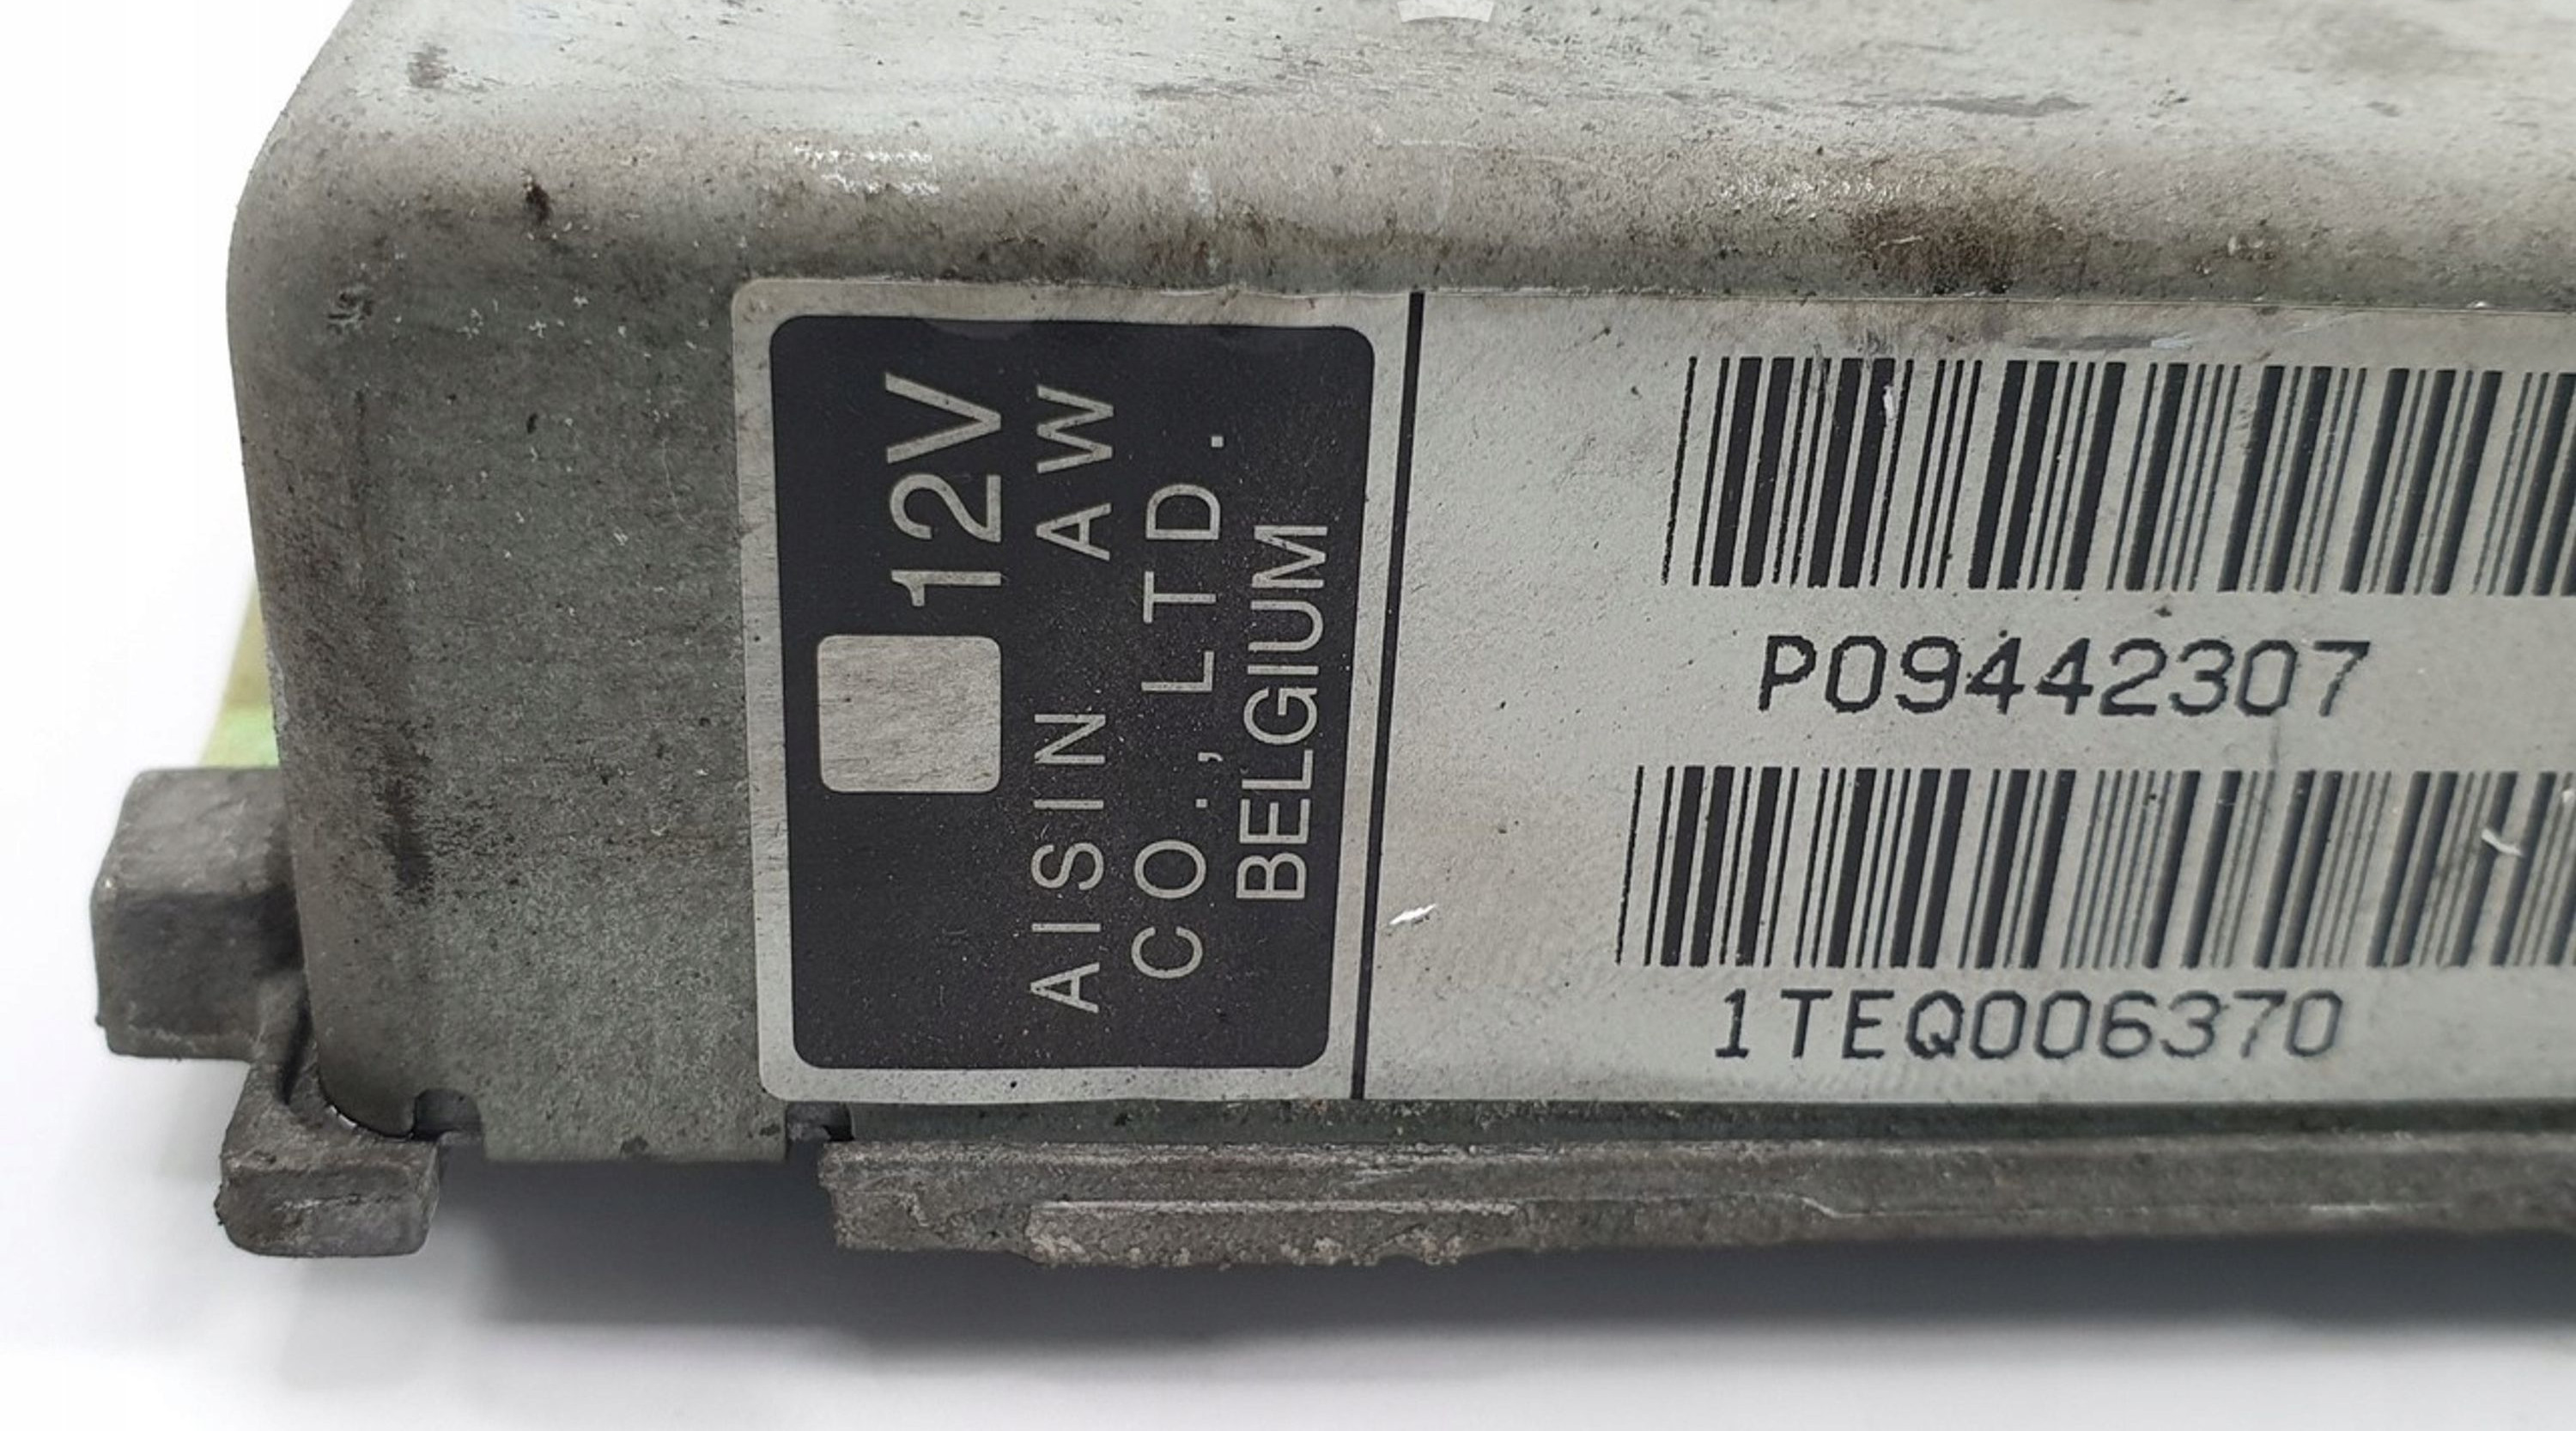 12V
AISIN AW
CO., LTD.
BELGIUM
P09442307
1TEQ006370